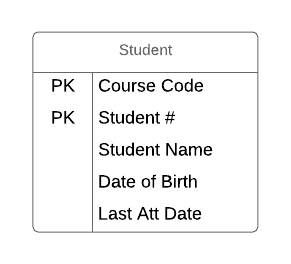 Student
PK Course Code
PK Student #
Student Name
Date of Birth
Last Att Date